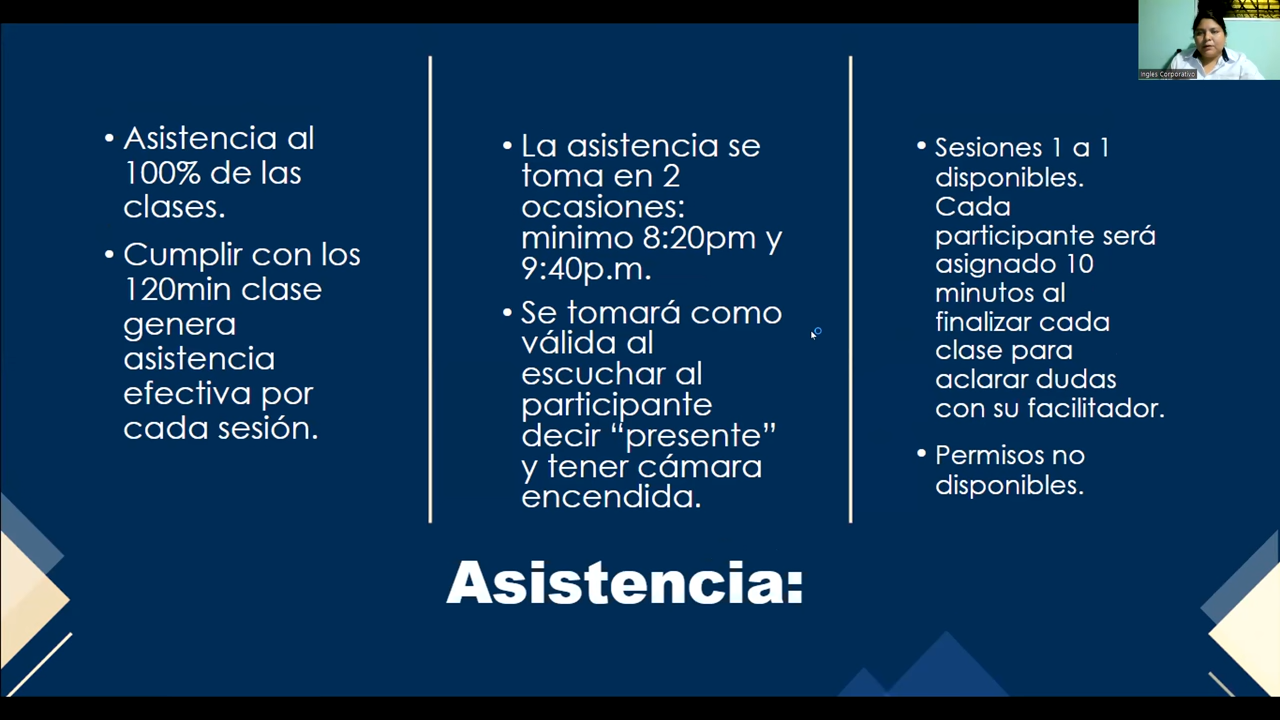 • Asistencia al
100% de las
clases.
• Cumplir con los
120min clase
genera
asistencia
efectiva por
cada sesión.
• La asistencia se
toma en 2
ocasiones:
minimo 8:20pm y
9:40p.m.
• Se tomará como
válida al
escuchar al
participante
decir “presente”
y tener cámara
encendida.
• Sesiones 1 a 1
disponibles.
Cada
participante será
asignado 10
minutos al
finalizar cada
clase para
aclarar dudas
con su facilitador.
• Permisos no
disponibles.
Asistencia:
Ingles Corporativo